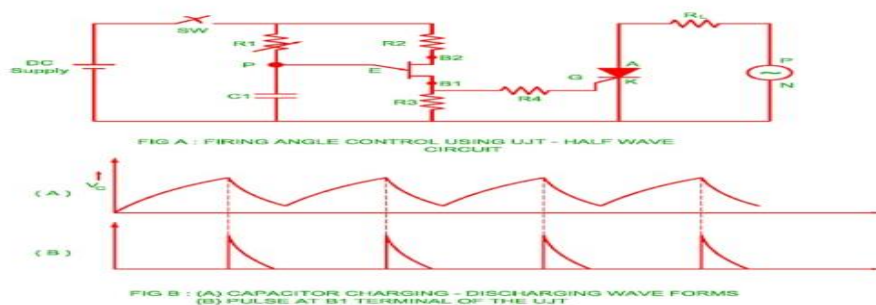 SW
DC
Supply
R1
R2
P
C1
E
B2
B1
R3
R4
G
A
K
RL
P
N
FIG A : FIRING ANGLE CONTROL USING UJT - HALF WAVE
CIRCUIT
(A)
VC
(B)
FIG B : (A) CAPACITOR CHARGING - DISCHARGING WAVE FORMS
(B) PULSE AT B1 TERMINAL OF THE UJT